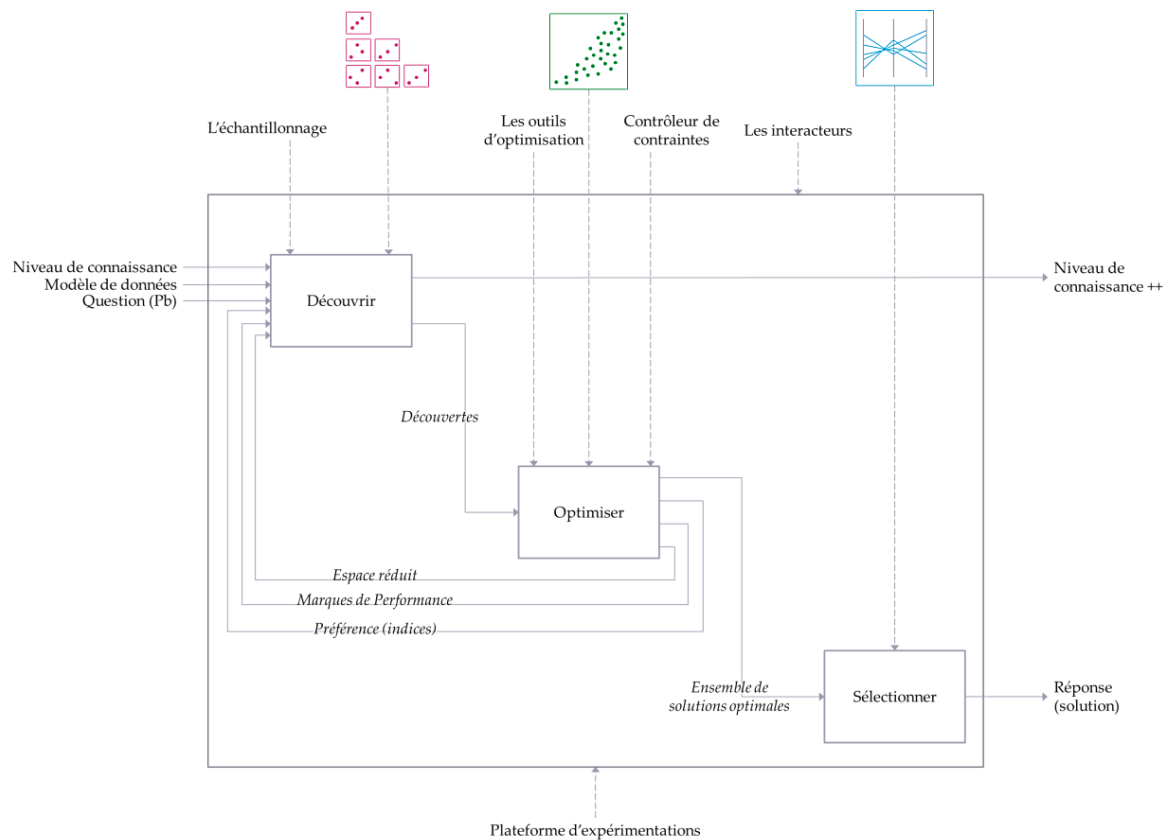 L'échantillonnage
Les outils
d'optimisation
Contrôleur de
contraintes
Les interacteurs
Niveau de connaissance
Modèle de données
Question (Pb)
Découvrir
Niveau de
connaissance ++
Découvertes
Optimiser
Espace réduit
Marques de Performance
Préférence (indices)
Ensemble de
solutions optimales
Sélectionner
Réponse
(solution)
Plateforme d'expérimentations